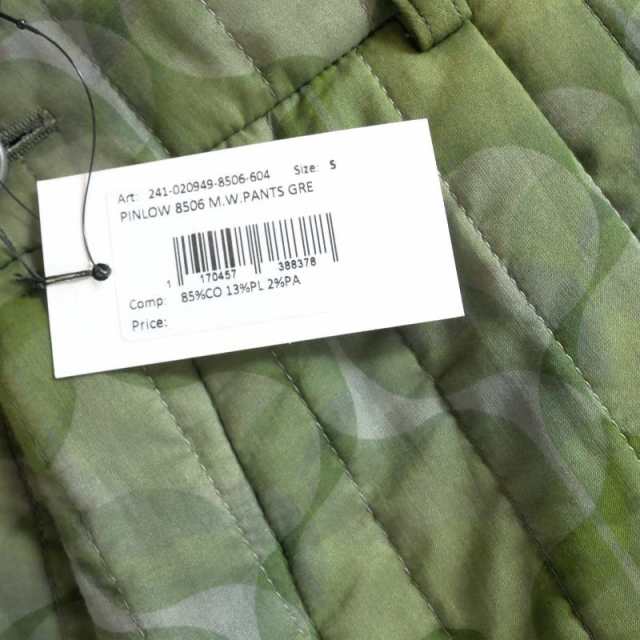 Art: 241-020949-8506-604 Size: S
PINLOW 8506 M.W.PANTS GRE
1 170457 388378
Comp: 85%CO 13%PL 2%PA
Price: